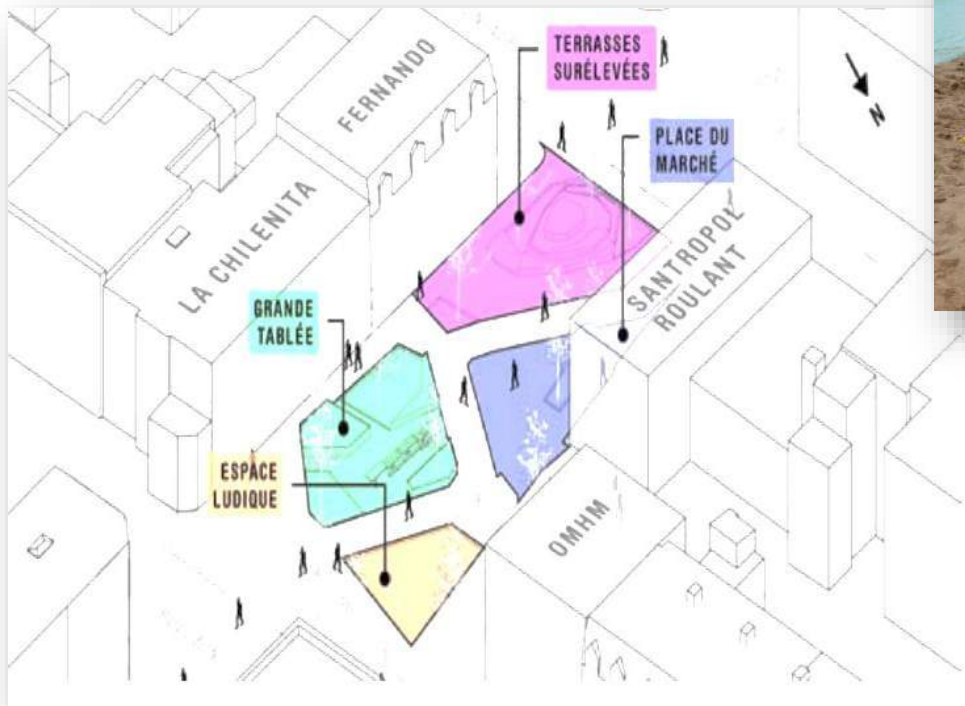 TERRASSES
SURÉLEVÉES
FERNANDO
N
PLACE DU
MARCHÉ
LA CHILENITA
SANTROPOL
ROULANT
GRANDE
TABLÉE
ESPACE
LUDIQUE
OMHM